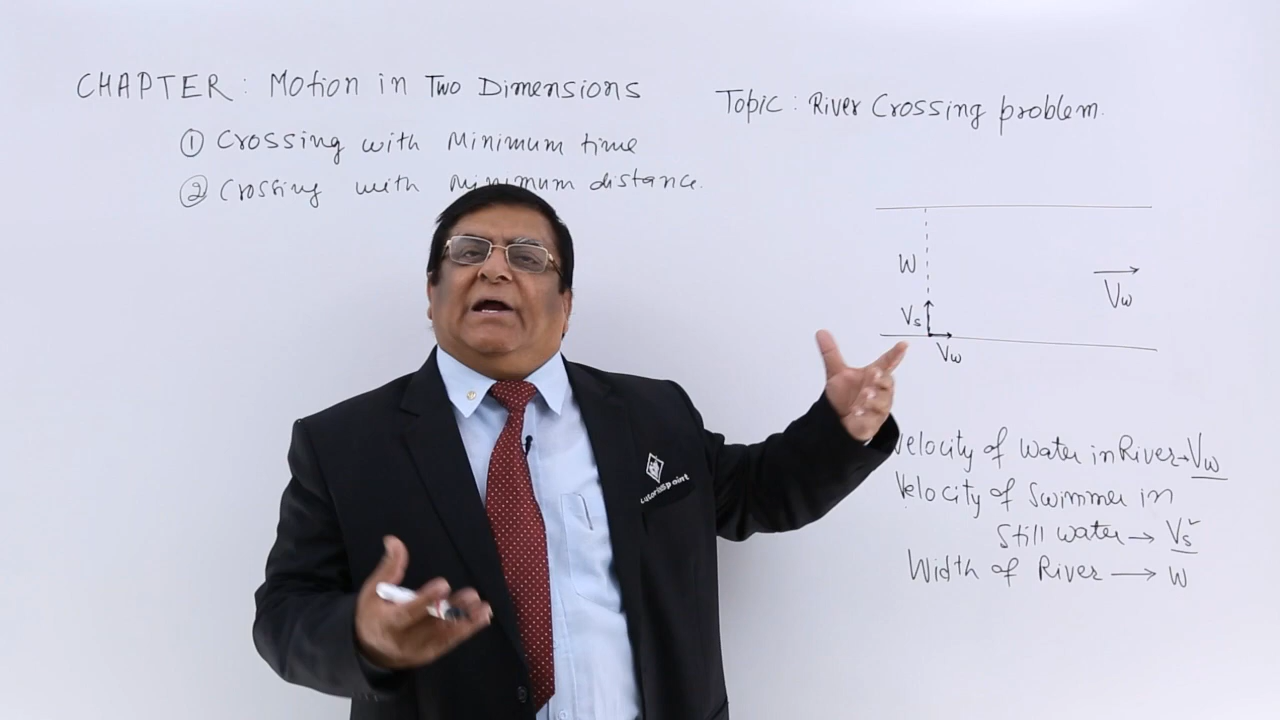 CHAPTER: Motion in Two Dimensions
① Crossing with Minimum time
② Crossing with Minimum distance.
Topic: River Crossing problem.
W
Vw
Vs
Vw
Velocity of Water in River→Vw
Velocity of Swimmer in
Still water → Vs
Width of River → W
tutorialspoint